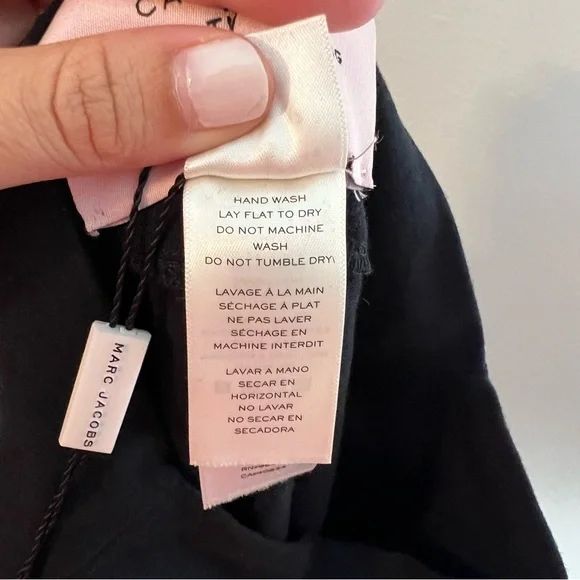 CA
HAND WASH
LAY FLAT TO DRY
DO NOT MACHINE
WASH
DO NOT TUMBLE DRY
LAVAGE À LA MAIN
SÉCHAGE À PLAT
NE PAS LAVER
SÉCHAGE EN
MACHINE INTERDIT
LAVAR A MANO
SECAR EN
HORIZONTAL
NO LAVAR
NO SECAR EN
SECADORA
MARC JACOBS